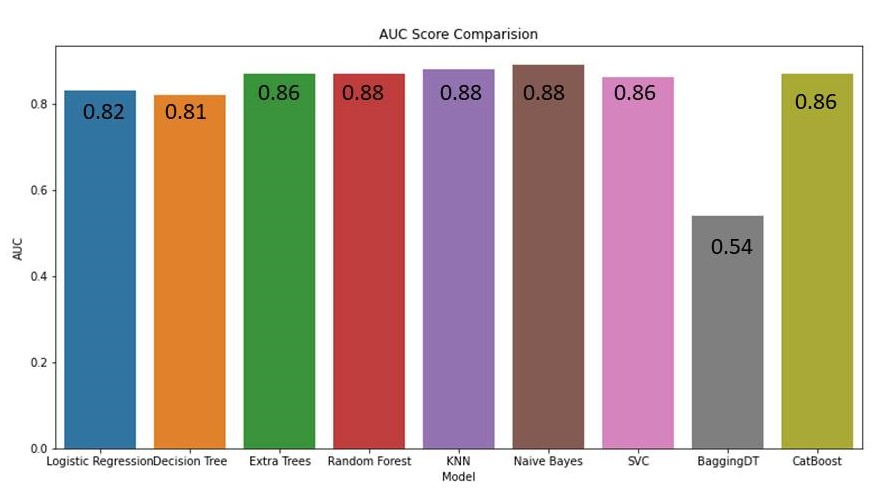 AUC Score Comparision
AUC
0.8
0.6
0.4
0.2
0.0
0.82
0.81
0.86
0.88
0.88
0.88
0.86
0.54
0.86
Logistic Regression
Decision Tree
Extra Trees
Random Forest
KNN
Naive Bayes
SVC
BaggingDT
CatBoost
Model